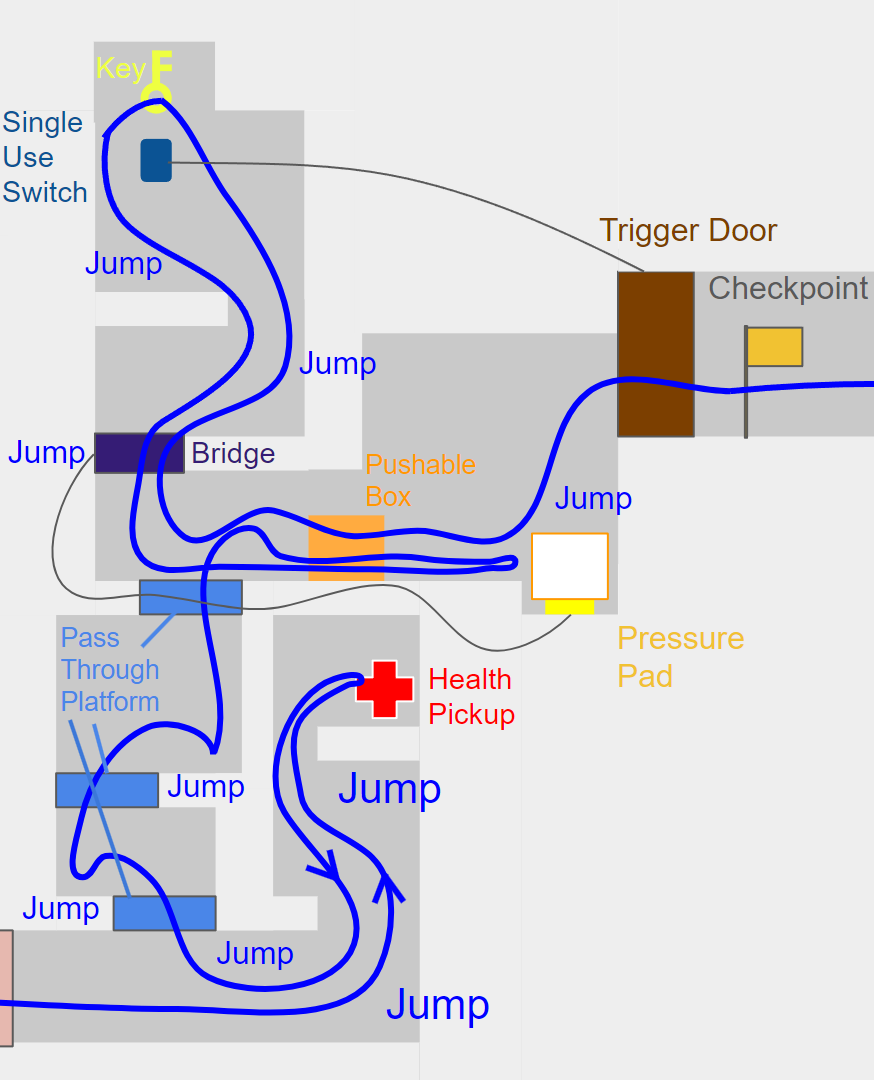 Key
Single
Use
Switch
Trigger Door
Jump
Checkpoint
Jump
Jump
Bridge
Pushable
Box
Jump
Pass
Through
Platform
Pressure
Pad
Health
Pickup
Jump
Jump
Jump
Jump
Jump